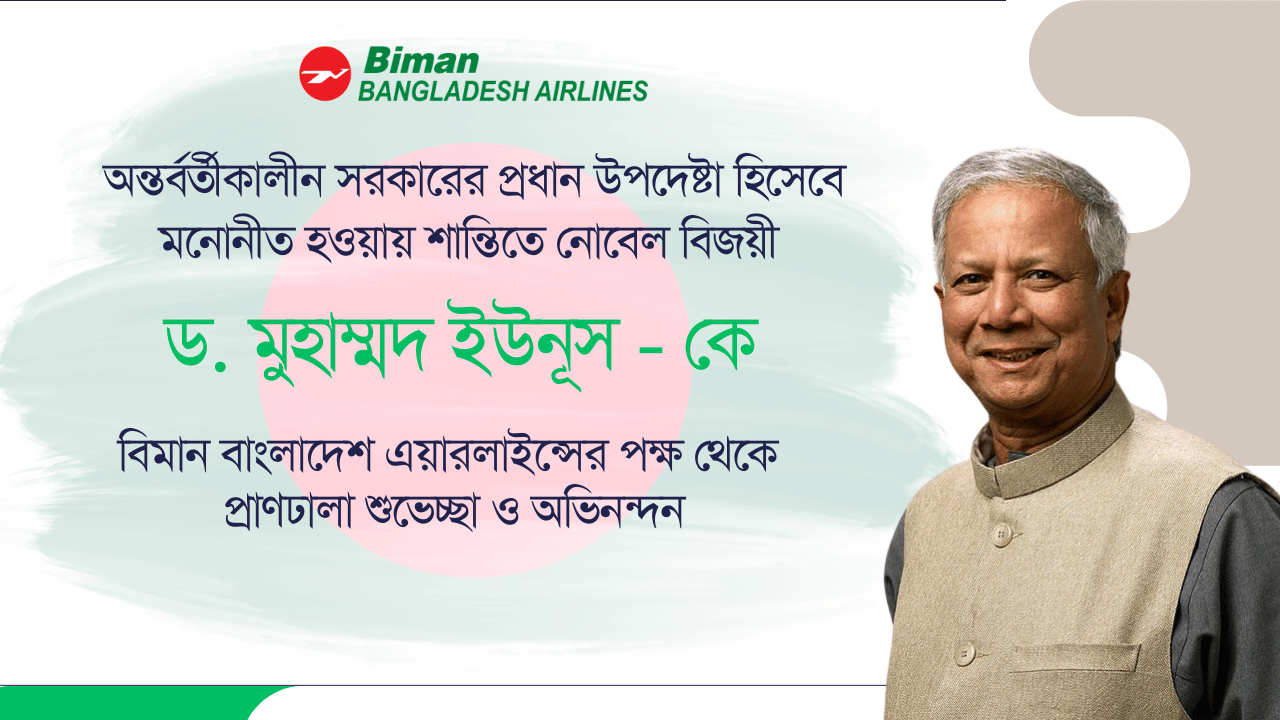 Biman
BANGLADESH AIRLINES
অন্তর্বর্তীকালীন সরকারের প্রধান উপদেষ্টা হিসেবে
মনোনীত হওয়ায় শান্তিতে নোবেল বিজয়ী
ড. মুহাম্মদ ইউনূস - কে
বিমান বাংলাদেশ এয়ারলাইন্সের পক্ষ থেকে
প্রাণঢালা শুভেচ্ছা ও অভিনন্দন